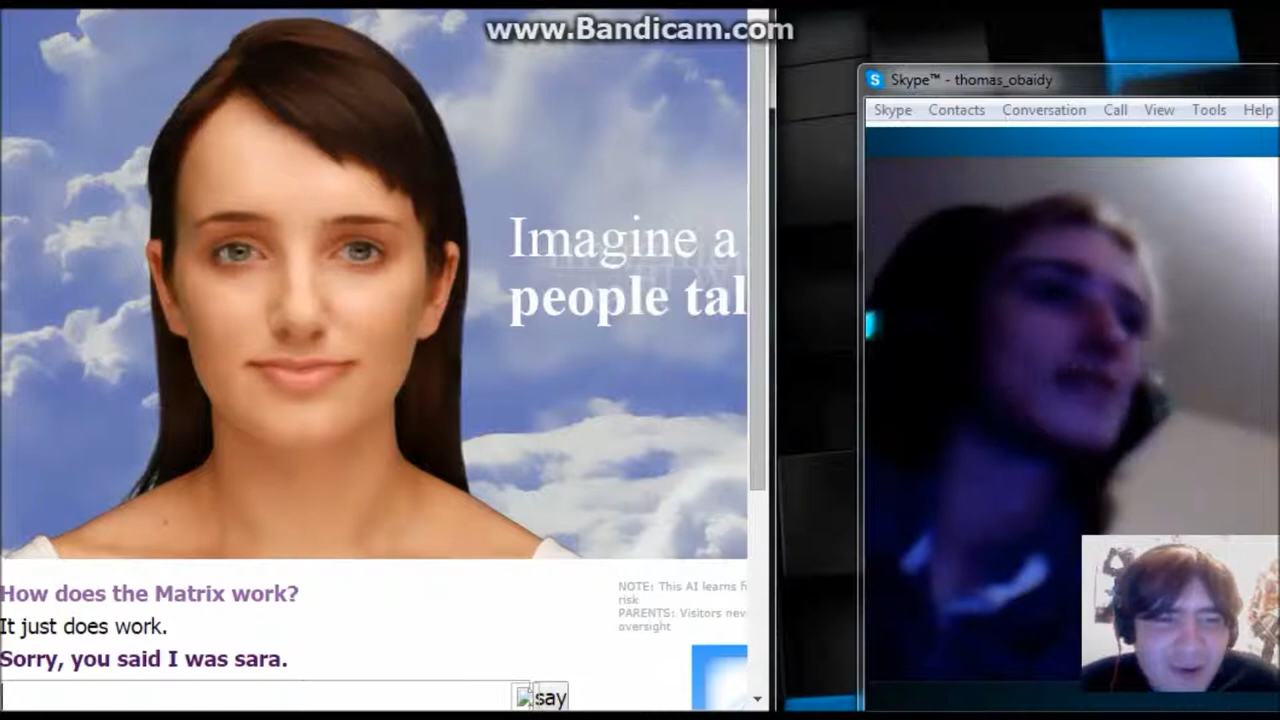 www.Bandicam.com
Skype™ - thomas_obaidy
Skype Contacts Conversation Call View Tools Help
Imagine a
people tal
How does the Matrix work?
It just does work.
Sorry, you said I was sara.
NOTE: This AI learns f
risk
PARENTS: Visitors nev
oversight
say